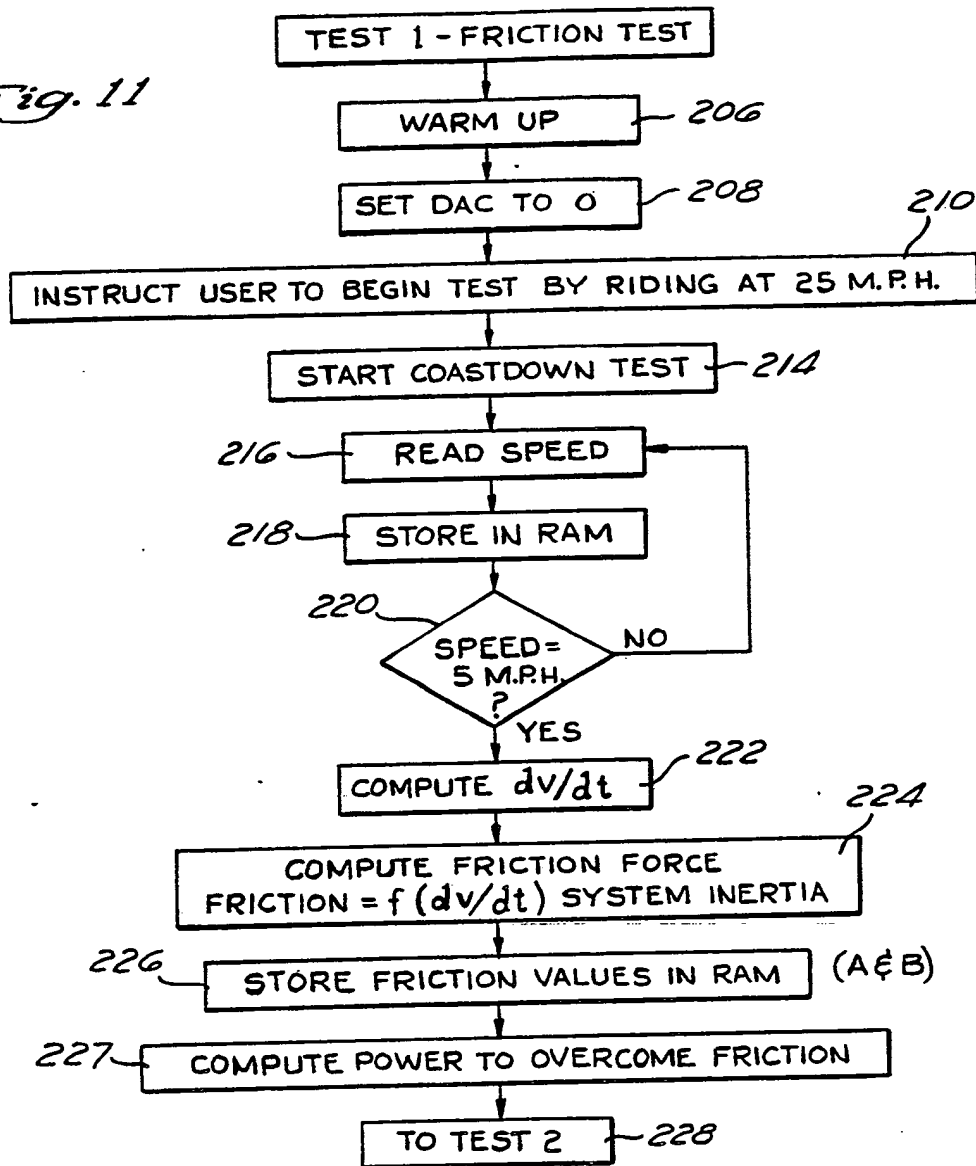 TEST 1 - FRICTION TEST
Fig. 11
WARM UP
206
SET DAC TO 0
208
210
INSTRUCT USER TO BEGIN TEST BY RIDING AT 25 M.P.H.
START COASTDOWN TEST
214
216
READ SPEED
218
STORE IN RAM
220
SPEED=
5 M.P.H.
?
NO
YES
COMPUTE dv/dt
222
224
COMPUTE FRICTION FORCE
FRICTION = f (dv/dt) SYSTEM INERTIA
226
STORE FRICTION VALUES IN RAM
(A & B)
227
COMPUTE POWER TO OVERCOME FRICTION
TO TEST 2
228